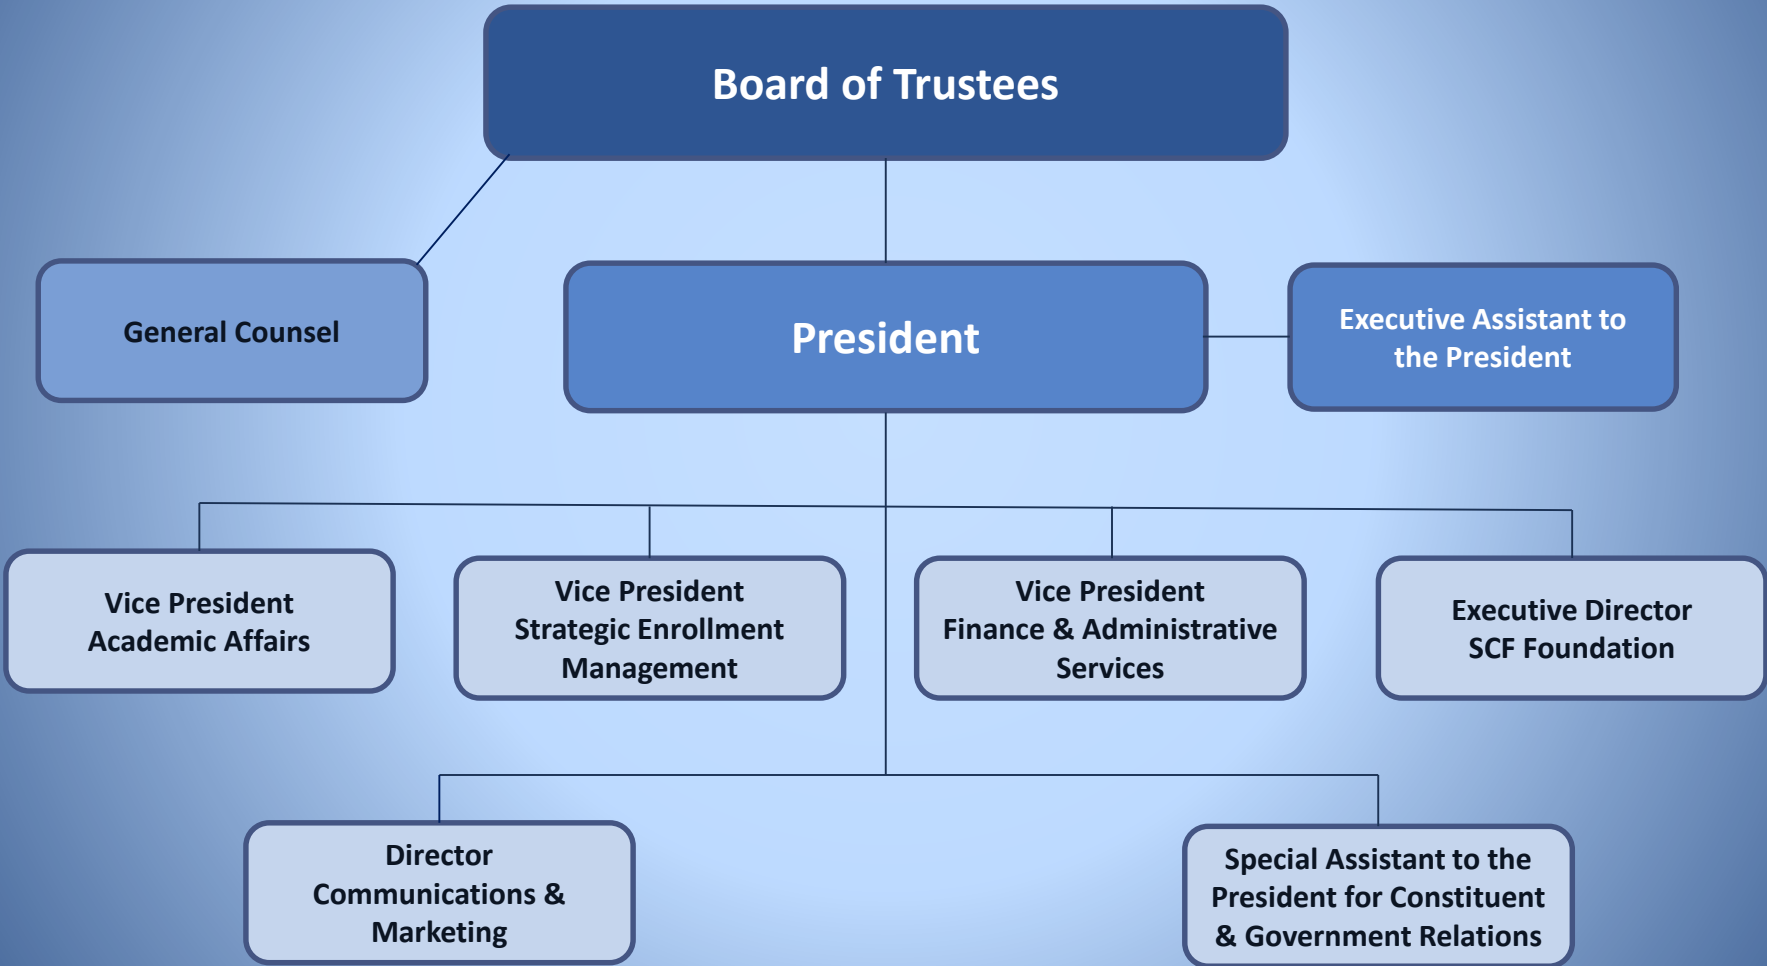 Board of Trustees
General Counsel
President
Executive Assistant to
the President
Vice President
Academic Affairs
Vice President
Strategic Enrollment
Management
Vice President
Finance & Administrative
Services
Executive Director
SCF Foundation
Director
Communications &
Marketing
Special Assistant to the
President for Constituent
& Government Relations